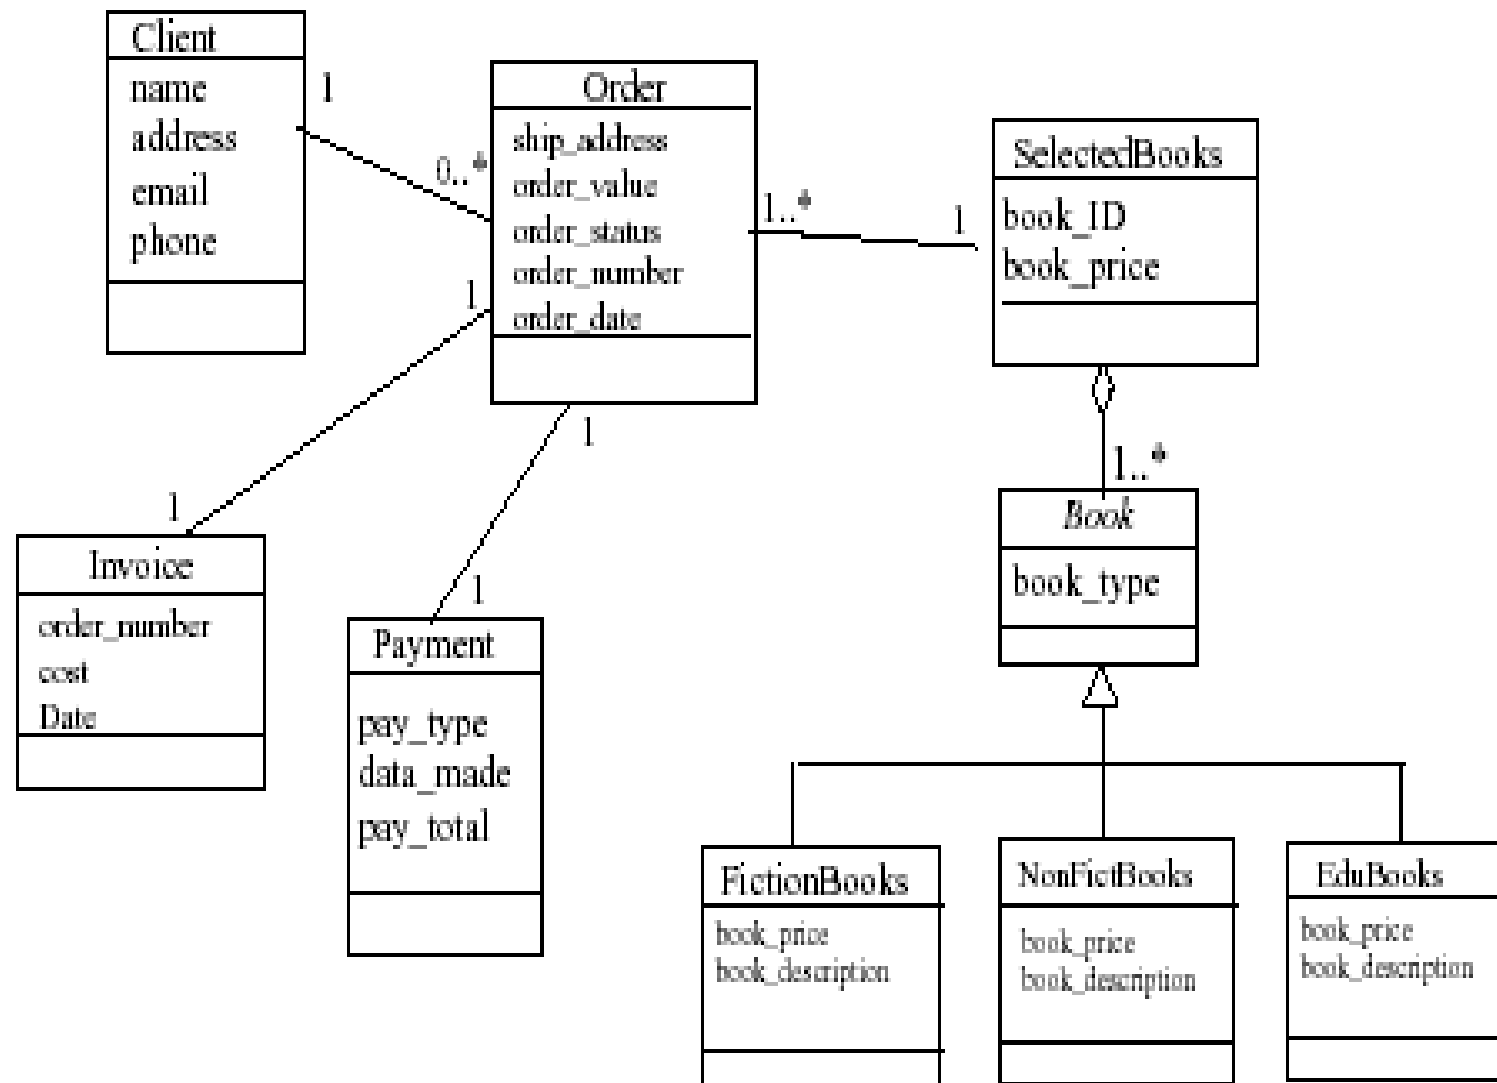 Client
name
address
email
phone
1
0..*
Order
ship_address
order_value
order_status
order_number
order_date
1..*
1
SelectedBooks
book_ID
book_price
1
1
1
1
Invoice
order_number
cost
Date
Payment
pay_type
data_made
pay_total
1..*
Book
book_type
FictionBooks
book_price
book_description
NonFictBooks
book_price
book_description
EduBooks
book_price
book_description